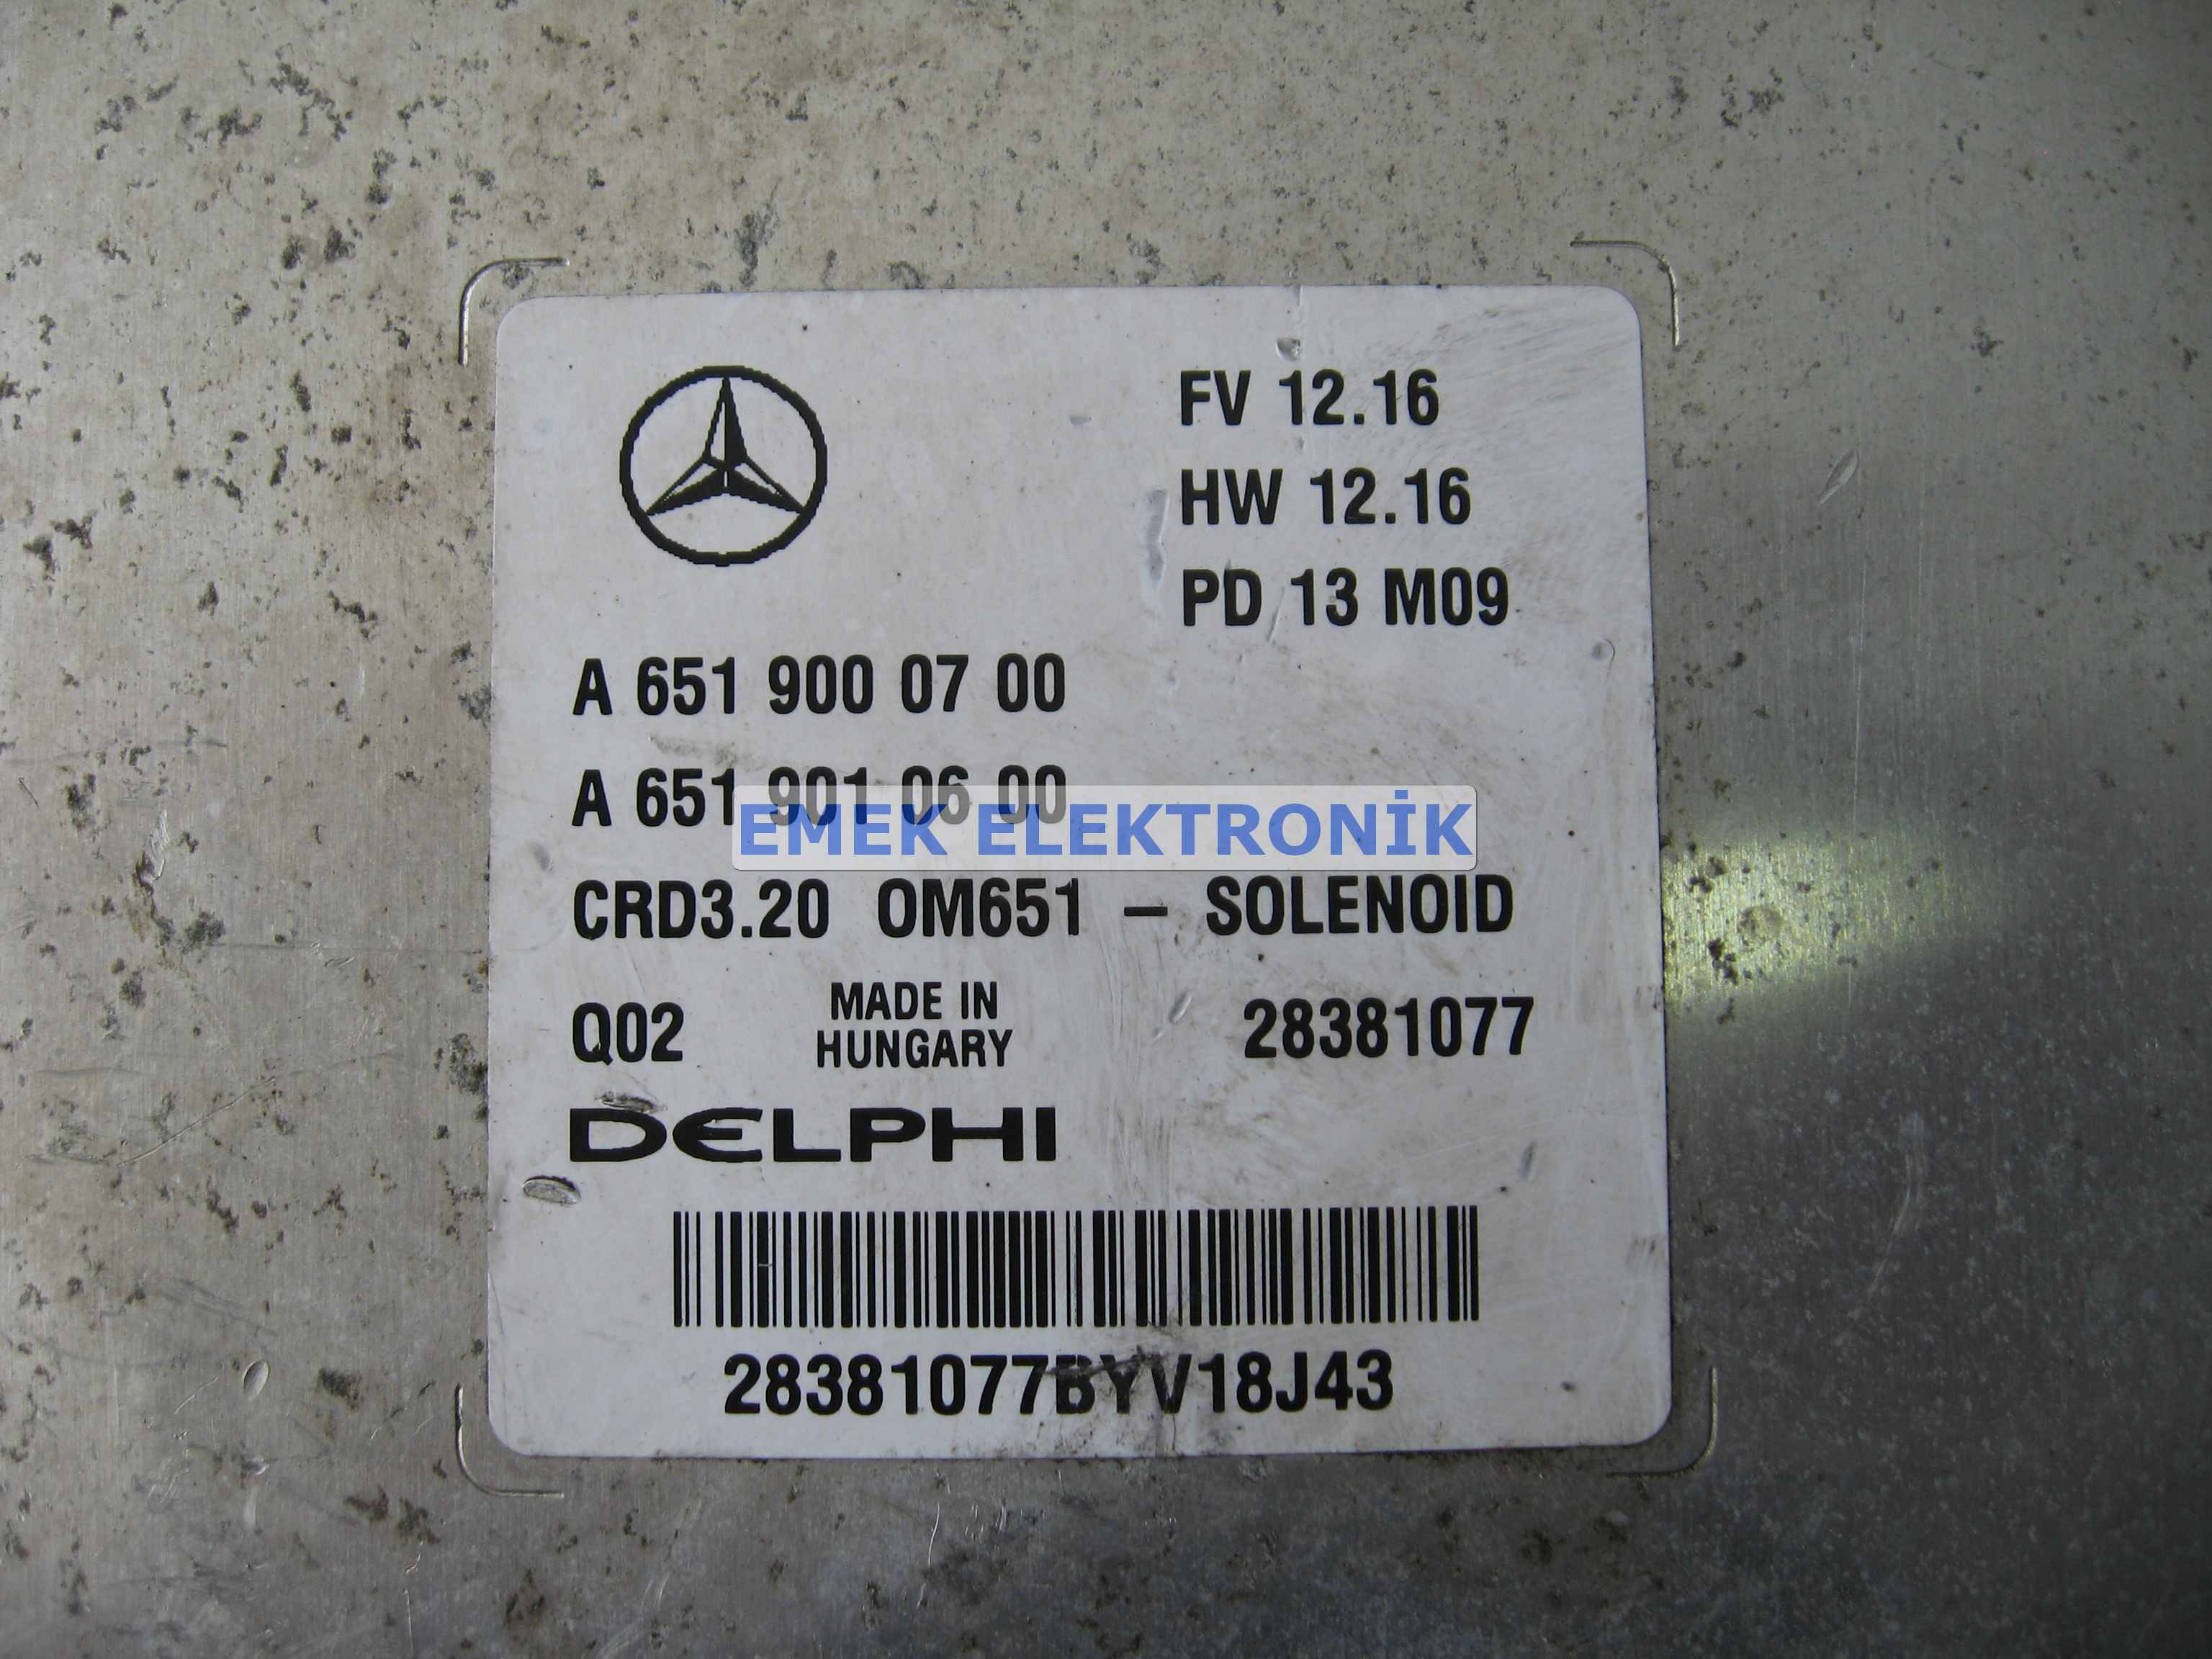 FV 12.16
HW 12.16
PD 13 M09
A 651 900 07 00
A 651 901 06 00
EMEK ELEKTRONİK
CRD3.20 OM651 – SOLENOID
Q02
MADE IN
HUNGARY
28381077
DELPHI
28381077BYV18J43